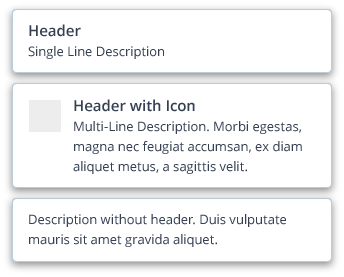 Header
Single Line Description
Header with Icon
Multi-Line Description. Morbi egestas,
magna nec feugiat accumsan, ex diam
aliquet metus, a sagittis velit.
Description without header. Duis vulputate
mauris sit amet gravida aliquet.